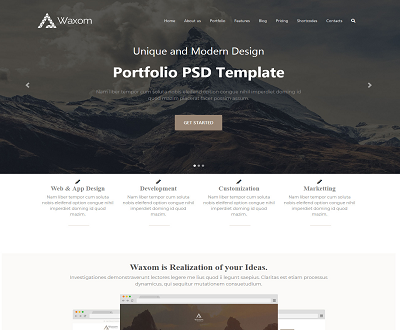 Waxom
Home About us Portfolio Features Blog Pricing Shortcodes Contacts
Unique and Modern Design
Portfolio PSD Template
Nam liber tempor cum soluta nobis eleifend option congue nihil imperdiet doming id
quod mazim placerat facer possim assum.
GET STARTED
Web & App Design
Nam liber tempor cum soluta
nobis eleifend option congue nihil
imperdiet doming id quod
mazim.
Development
Nam liber tempor cum soluta
nobis eleifend option congue nihil
imperdiet doming id quod
mazim.
Customization
Nam liber tempor cum soluta
nobis eleifend option congue nihil
imperdiet doming id quod
mazim.
Marketing
Nam liber tempor cum soluta
nobis eleifend option congue nihil
imperdiet doming id quod
mazim.
Waxom is Realization of your Ideas.
Investigationes demonstraverunt lectores legere me lius quod ii legunt saepius. Claritas est etiam processus
dynamicus, qui sequitur mutationem consuetudium.